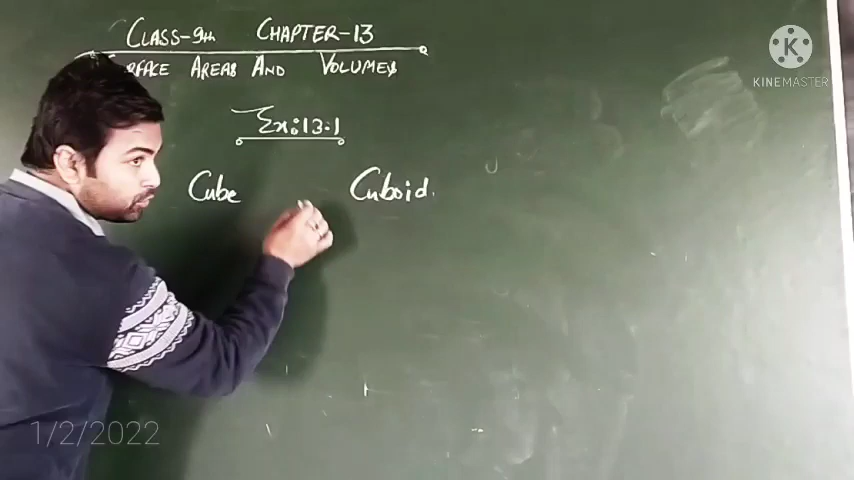 CLASS-9th CHAPTER-13
SURFACE AREAS AND VOLUMES
Ex:13.1
Cube Cuboid.
K
KINEMASTER
1/2/2022